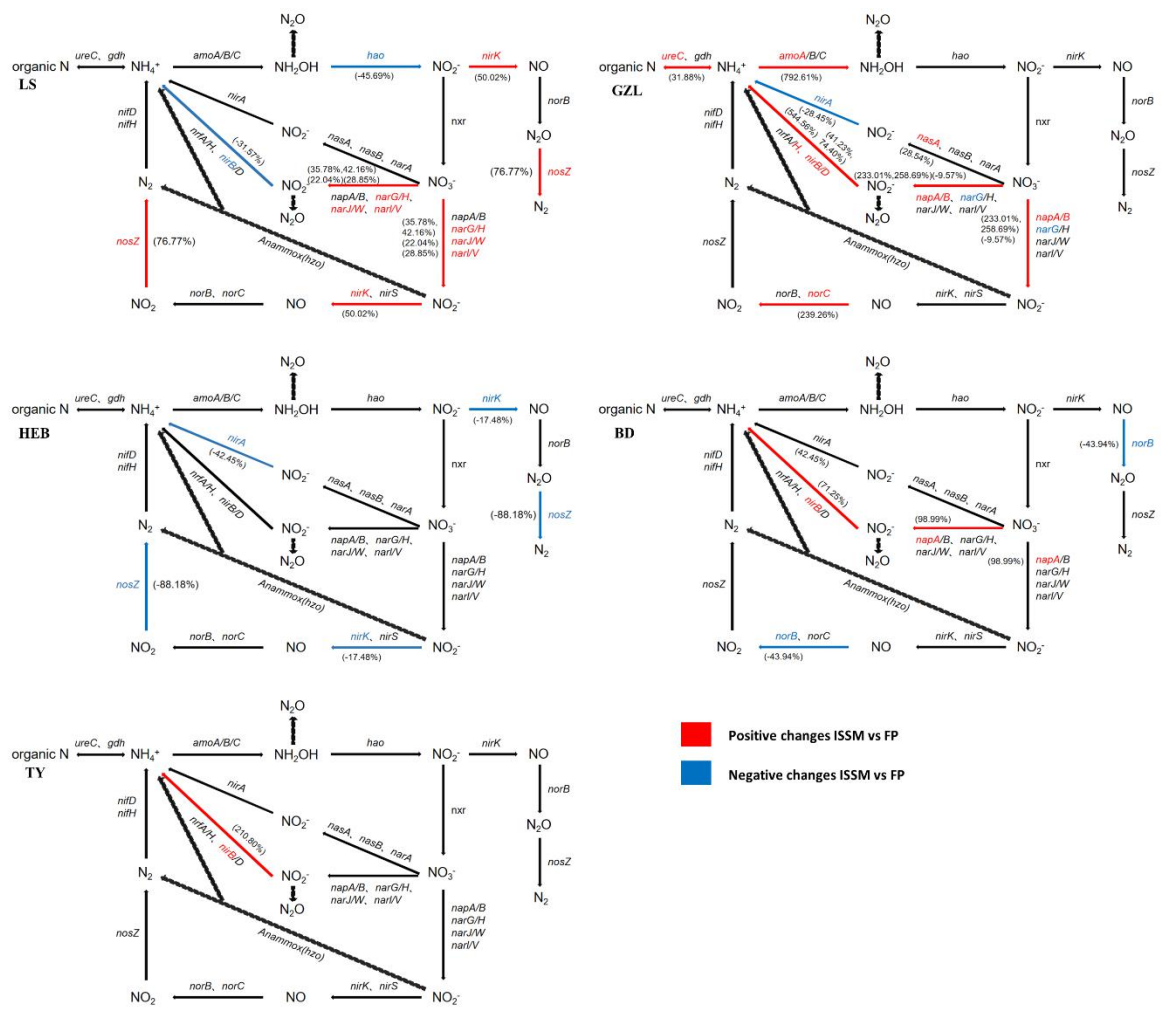 N₂O
ureC、gdh
amoA/B/C
hao
nirK
organic N
NH₄⁺
NH₂OH
(-45.69%)
NO₂⁻
(50.02%)
NO
LS
nifD
nifH
nirA
NO₂⁻
nasA、nasB、narA
nxr
norB
N₂O
(-31.57%)
nrfA/H、nirB/D
(76.77%)
nosZ
(35.78%,42.16%)
(22.04%)(28.85%)
N₂
NO₂⁻
NO₃⁻
N₂
napA/B、narG/H、
narJ/W、narI/V
N₂O
(35.78%,
42.16%)
(22.04%)
(28.85%)
napA/B
narG/H
narJ/W
narI/V
nosZ
(76.77%)
Anammox(hzo)
norB、norC
nirK、nirS
NO₂
NO
(50.02%)
NO₂⁻
N₂O
ureC、gdh
amoA/B/C
hao
nirK
organic N
(31.88%)
NH₄⁺
(792.61%)
NH₂OH
NO₂⁻
NO
GZL
nifD
nifH
nirA
(-28.45%)
NO₂⁻
nasA、nasB、narA
(28.54%)
nxr
norB
N₂O
(544.56%)
(41.23%,
74.40%)
nrfA/H、nirB/D
nosZ
(233.01%,258.69%)(-9.57%)
N₂
NO₂⁻
NO₃⁻
N₂
napA/B、narG/H、
narJ/W、narI/V
N₂O
(233.01%,
258.69%)
(-9.57%)
napA/B
narG/H
narJ/W
narI/V
nosZ
Anammox(hzo)
norB、norC
nirK、nirS
NO₂
(239.26%)
NO
NO₂⁻
N₂O
ureC、gdh
amoA/B/C
hao
nirK
organic N
NH₄⁺
NH₂OH
NO₂⁻
(-17.48%)
NO
HEB
nifD
nifH
nirA
(-42.45%)
NO₂⁻
nasA、nasB、narA
nxr
norB
N₂O
nrfA/H、nirB/D
(-88.18%)
nosZ
N₂
NO₂⁻
NO₃⁻
N₂
napA/B、narG/H、
narJ/W、narI/V
N₂O
napA/B
narG/H
narJ/W
narI/V
nosZ
(-88.18%)
Anammox(hzo)
norB、norC
nirK、nirS
NO₂
NO
(-17.48%)
NO₂⁻
N₂O
ureC、gdh
amoA/B/C
hao
nirK
organic N
NH₄⁺
NH₂OH
NO₂⁻
NO
BD
nifD
nifH
nirA
(42.45%)
NO₂⁻
nasA、nasB、narA
nxr
(-43.94%)
norB
N₂O
(71.25%)
nrfA/H、nirB/D
nosZ
(98.99%)
N₂
NO₂⁻
NO₃⁻
N₂
napA/B、narG/H、
narJ/W、narI/V
N₂O
(98.99%)
napA/B
narG/H
narJ/W
narI/V
nosZ
Anammox(hzo)
norB、norC
nirK、nirS
NO₂
(-43.94%)
NO
NO₂⁻
N₂O
ureC、gdh
amoA/B/C
hao
nirK
organic N
NH₄⁺
NH₂OH
NO₂⁻
NO
TY
nifD
nifH
nirA
NO₂⁻
nasA、nasB、narA
nxr
norB
N₂O
(210.80%)
nrfA/H、nirB/D
nosZ
N₂
NO₂⁻
NO₃⁻
N₂
napA/B、narG/H、
narJ/W、narI/V
N₂O
napA/B
narG/H
narJ/W
narI/V
nosZ
Anammox(hzo)
norB、norC
nirK、nirS
NO₂
NO
NO₂⁻
Positive changes ISSM vs FP
Negative changes ISSM vs FP